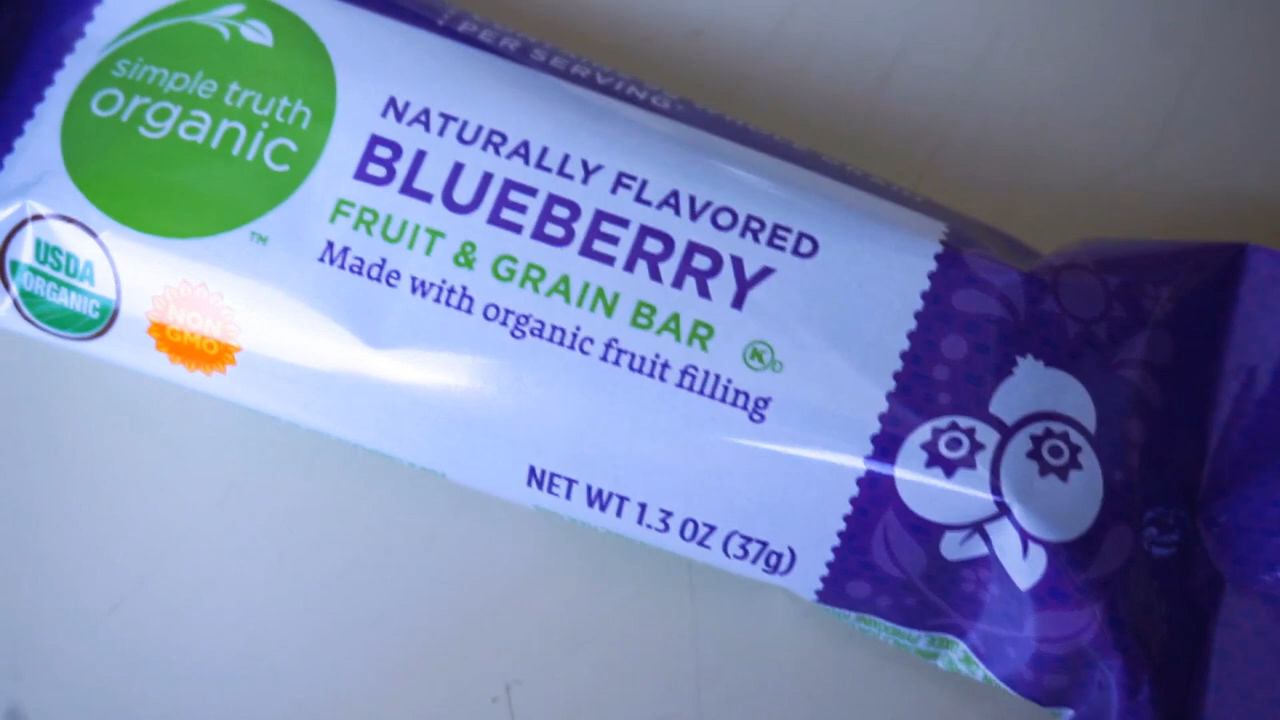 PER SERVING*
simple truth
organic
TM
NATURALLY FLAVORED
BLUEBERRY
FRUIT & GRAIN BAR
K D
Made with organic fruit filling
USDA
ORGANIC
NON
GMO
NET WT 1.3 OZ (37g)